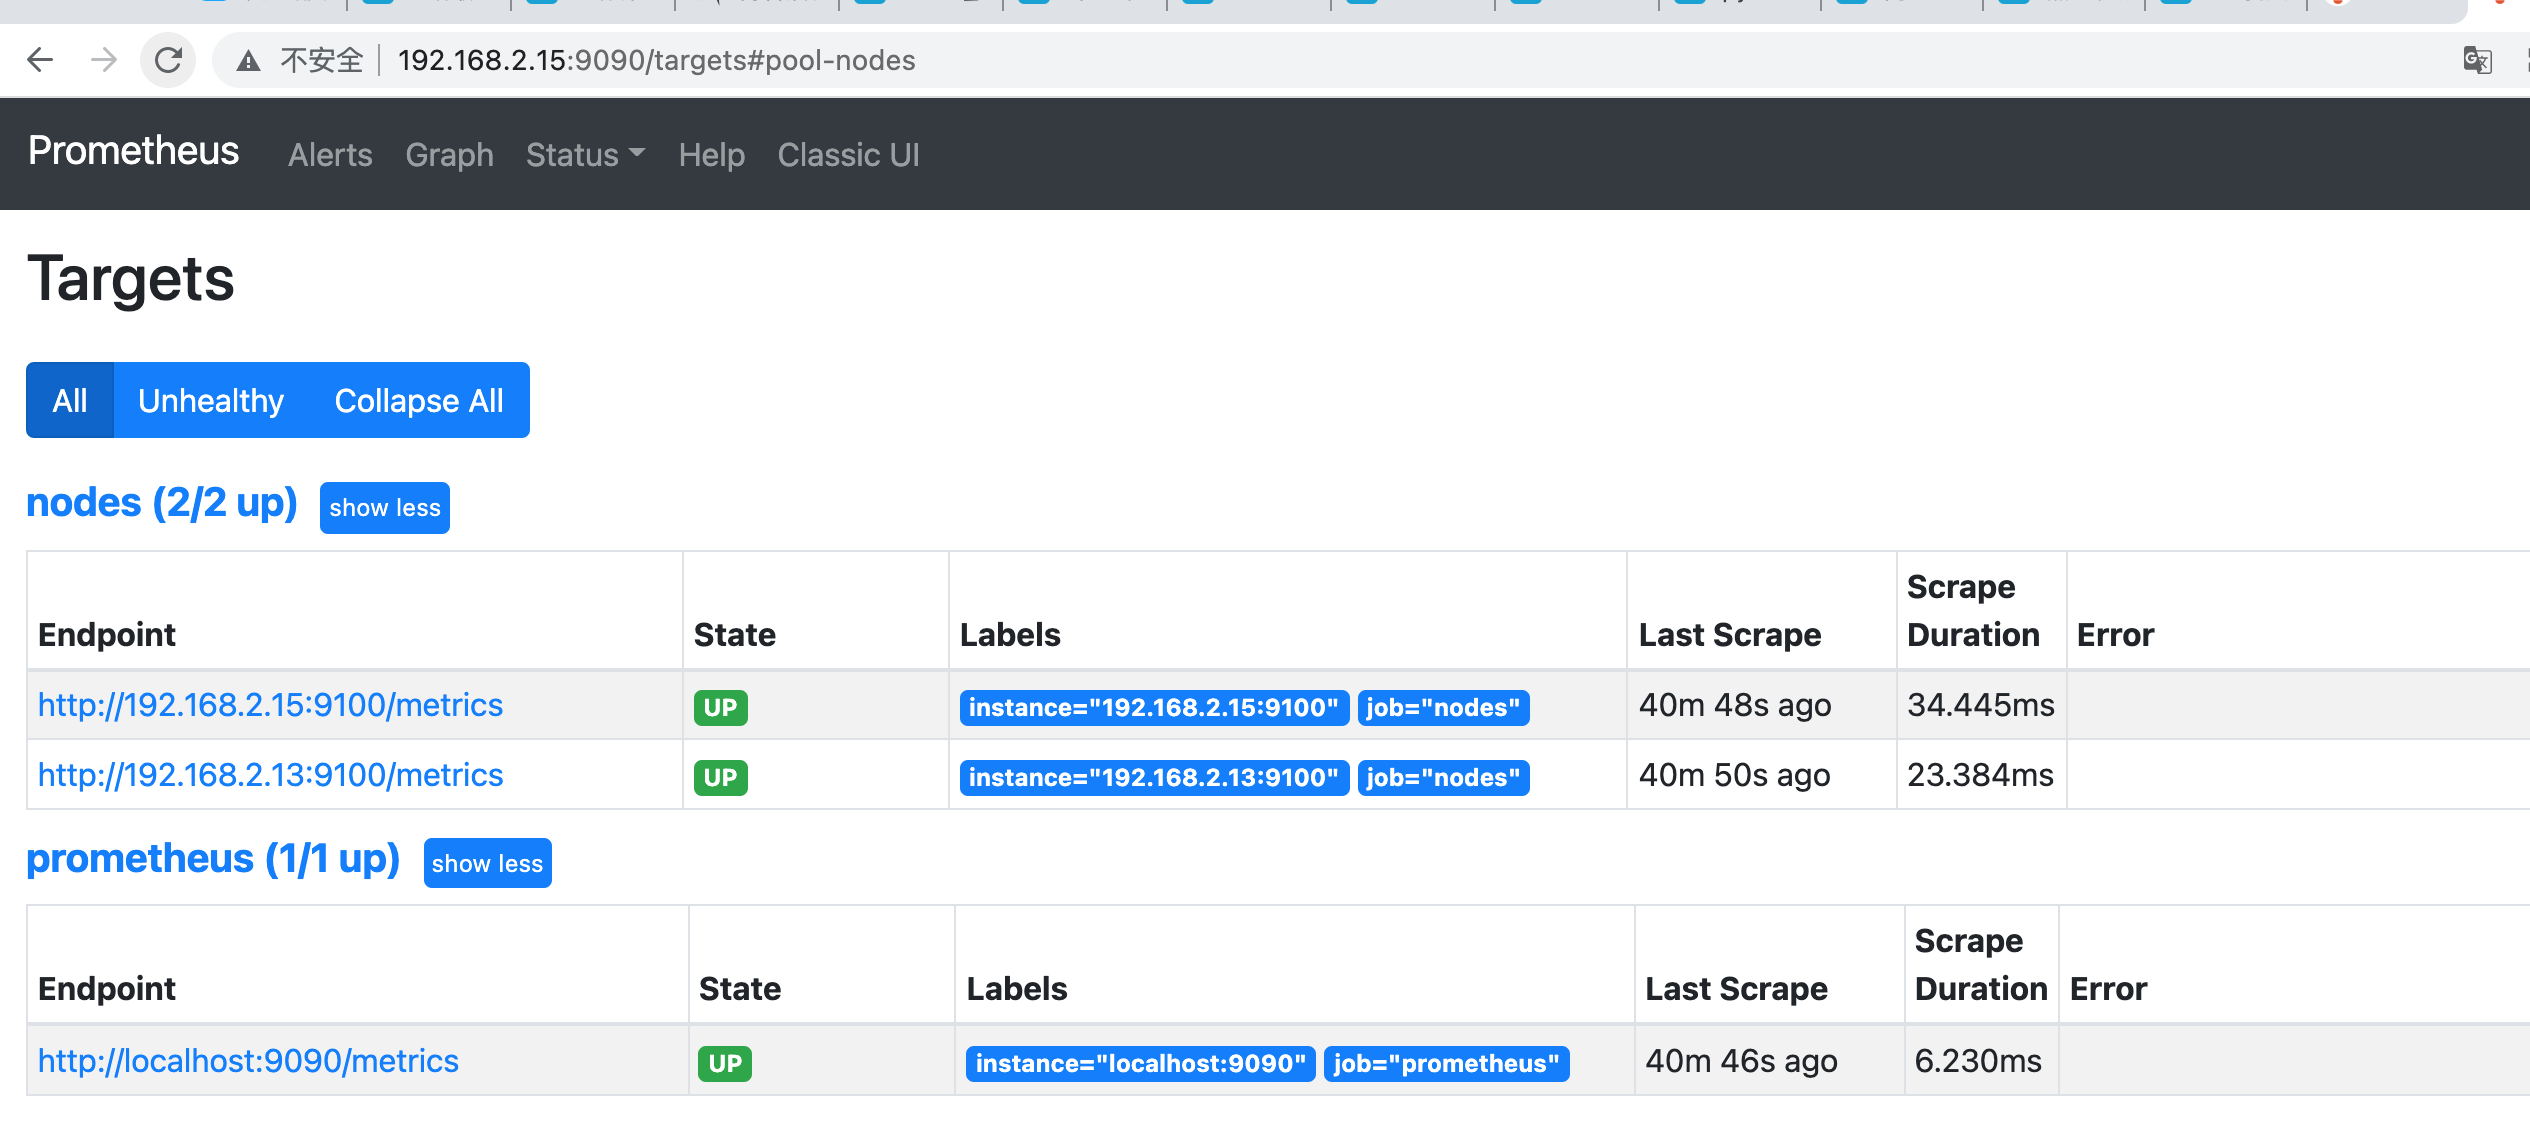 不安全 192.168.2.15:9090/targets#pool-nodes
Prometheus Alerts Graph Status Help Classic UI
Targets
All Unhealthy Collapse All
nodes (2/2 up) show less
Endpoint State Labels Last Scrape Scrape Duration Error
http://192.168.2.15:9100/metrics UP instance="192.168.2.15:9100" job="nodes" 40m 48s ago 34.445ms
http://192.168.2.13:9100/metrics UP instance="192.168.2.13:9100" job="nodes" 40m 50s ago 23.384ms
prometheus (1/1 up) show less
Endpoint State Labels Last Scrape Scrape Duration Error
http://localhost:9090/metrics UP instance="localhost:9090" job="prometheus" 40m 46s ago 6.230ms